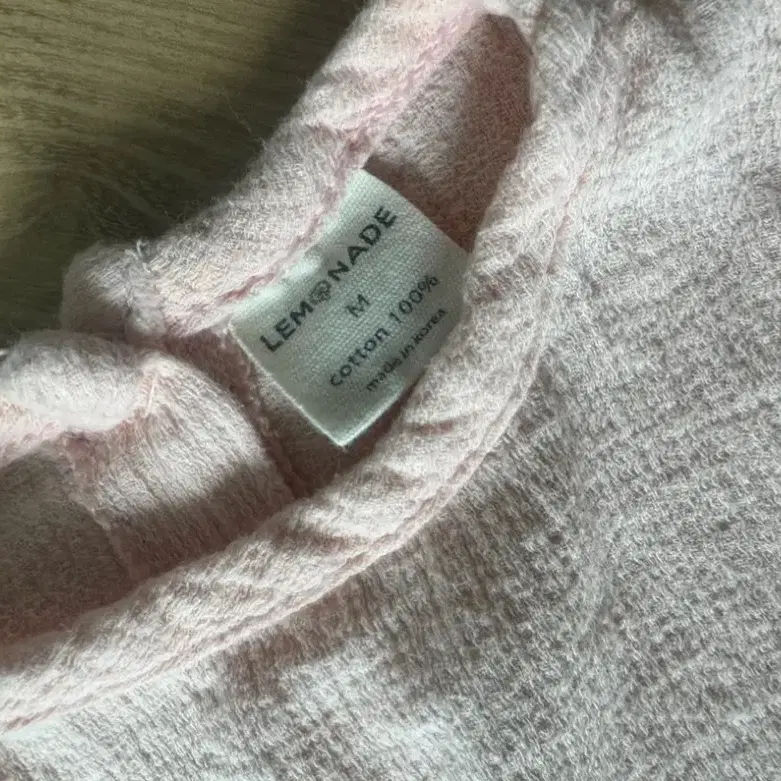 LEMONADE
M
cotton 100%
made in korea